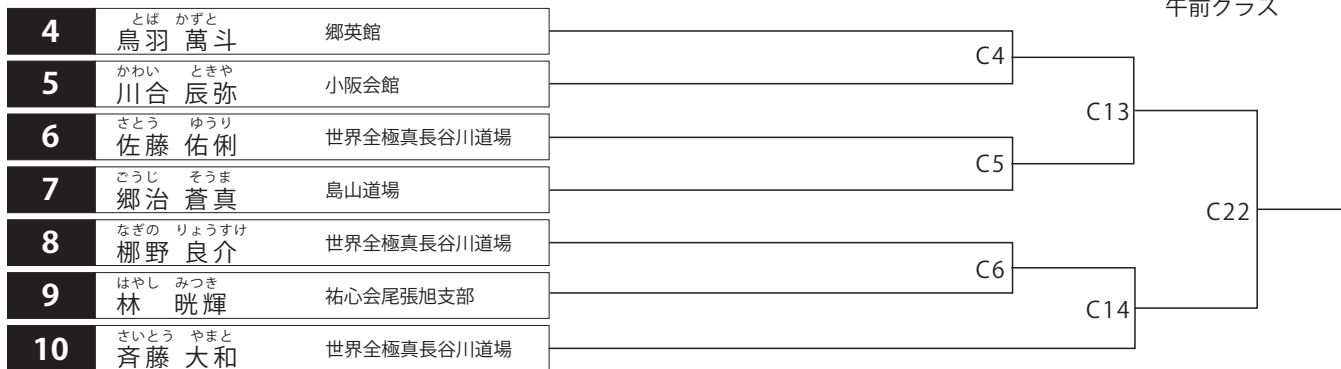 午前クラス
4 とば かずと 鳥羽 萬斗 郷英館
5 かわい ときや 川合 辰弥 小阪会館
6 さとう ゆうり 佐藤 佑俐 世界全極真長谷川道場
7 ごうじ そうま 郷治 蒼真 島山道場
8 なぎの りょうすけ 梛野 良介 世界全極真長谷川道場
9 はやし みつき 林 晄輝 祐心会尾張旭支部
10 さいとう やまと 斉藤 大和 世界全極真長谷川道場
C4
C13
C5
C22
C6
C14